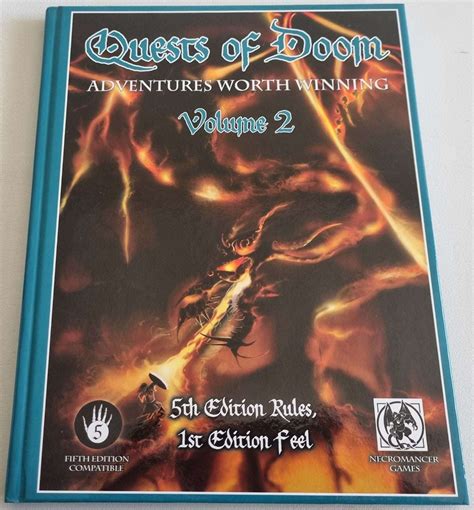 Quests of Doom
ADVENTURES WORTH WINNING
Volume 2
5th Edition Rules,
1st Edition Feel
5
FIFTH EDITION
COMPATIBLE
NECROMANCER
GAMES